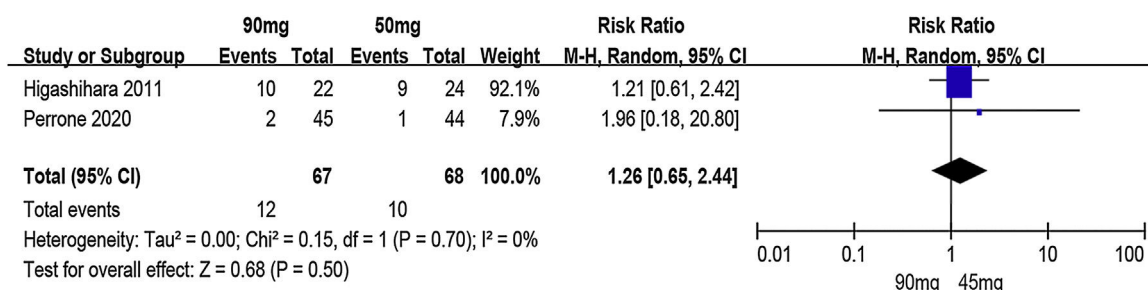 90mg 50mg Risk Ratio Risk Ratio
Study or Subgroup Events Total Events Total Weight M-H, Random, 95% CI M-H, Random, 95% CI
Higashihara 2011 10 22 9 24 92.1% 1.21 [0.61, 2.42]
Perrone 2020 2 45 1 44 7.9% 1.96 [0.18, 20.80]
Total (95% CI) 67 68 100.0% 1.26 [0.65, 2.44]
Total events 12 10
Heterogeneity: Tau² = 0.00; Chi² = 0.15, df = 1 (P = 0.70); I² = 0%
Test for overall effect: Z = 0.68 (P = 0.50)
0.01 0.1 1 10 100
90mg 45mg